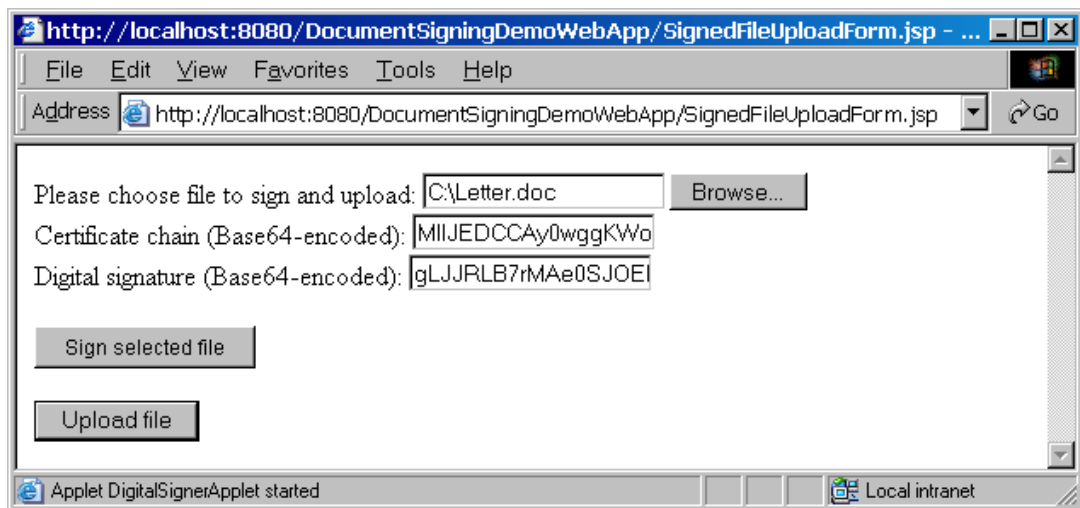 http://localhost:8080/DocumentSigningDemoWebApp/SignedFileUploadForm.jsp - ...
File Edit View Favorites Tools Help
Address http://localhost:8080/DocumentSigningDemoWebApp/SignedFileUploadForm.jsp Go
Please choose file to sign and upload: C:\Letter.doc Browse...
Certificate chain (Base64-encoded): MIIJEDCCAy0wggKWo
Digital signature (Base64-encoded): gLJJRLB7rMAe0SJOEI
Sign selected file
Upload file
Applet DigitalSignerApplet started Local intranet